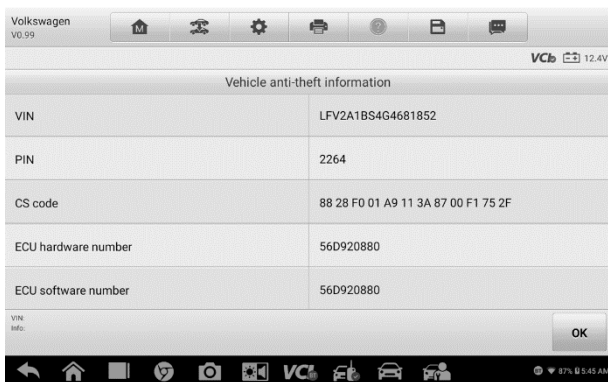 Volkswagen
V0.99
M
VCI
12.4V
Vehicle anti-theft information
VIN
LFV2A1BS4G4681852
PIN
2264
CS code
88 28 F0 01 A9 11 3A 87 00 F1 75 2F
ECU hardware number
56D920880
ECU software number
56D920880
VIN:
Info:
OK
VCI
87%
5:45 AM